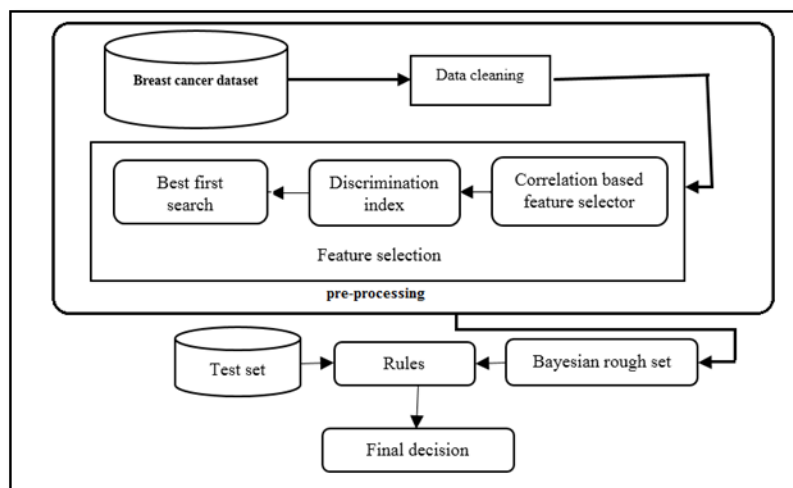 Breast cancer dataset
Data cleaning
Best first
search
Discrimination
index
Correlation based
feature selector
Feature selection
pre-processing
Test set
Rules
Bayesian rough set
Final decision